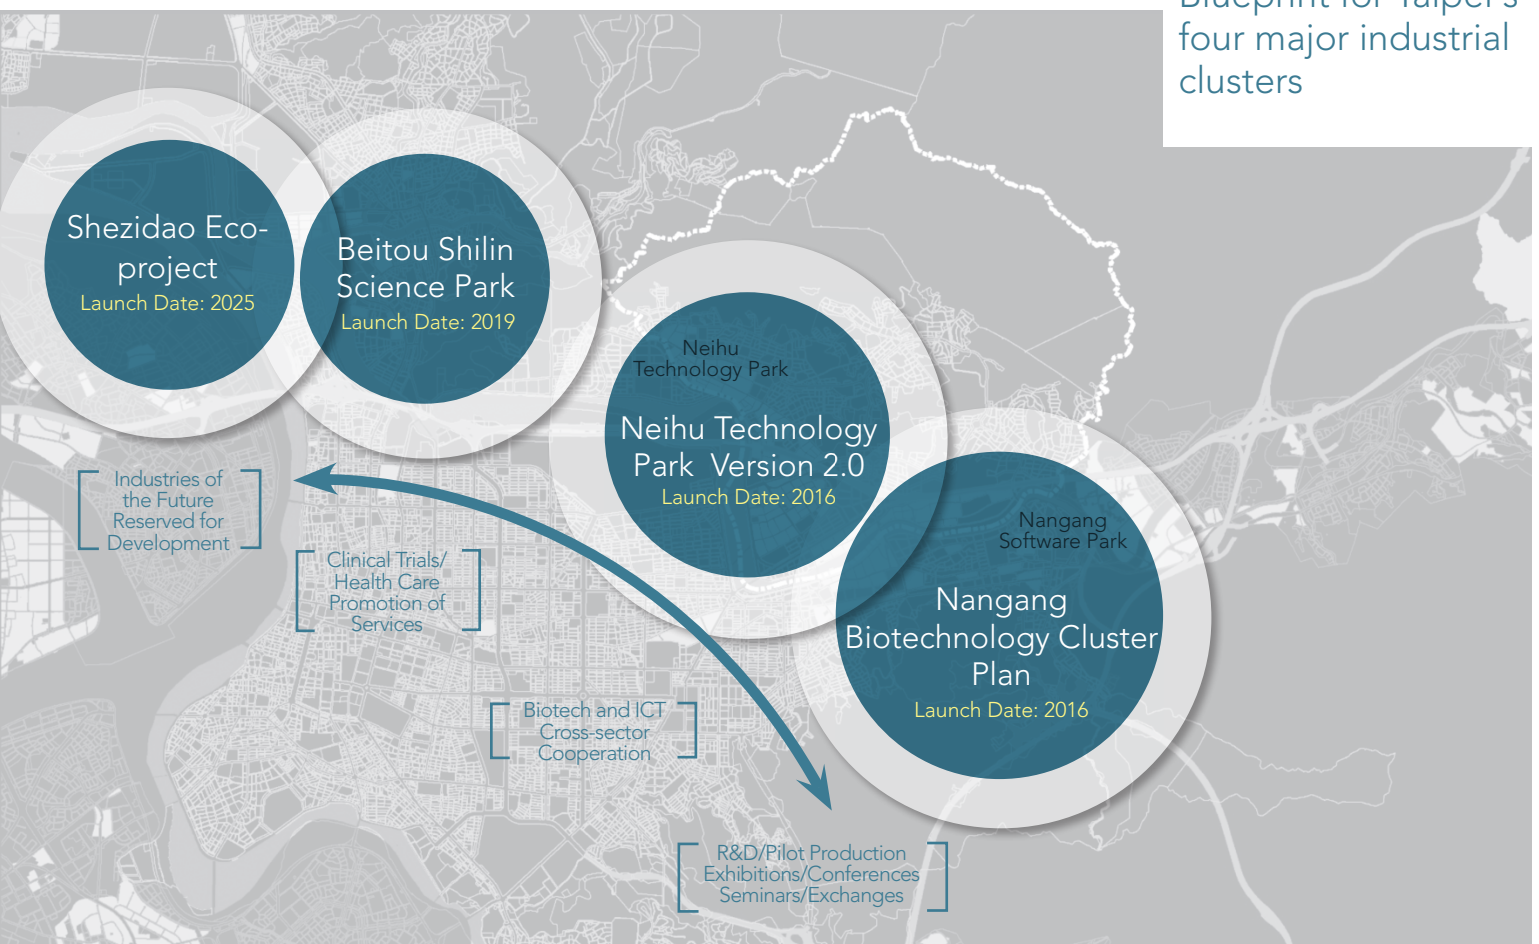 Blueprint for Taipei's
four major industrial
clusters
Shezidao Eco-
project
Launch Date: 2025
Beitou Shilin
Science Park
Launch Date: 2019
Neihu
Technology Park
Neihu Technology
Park Version 2.0
Launch Date: 2016
Nangang
Software Park
Nangang
Biotechnology Cluster
Plan
Launch Date: 2016
Industries of
the Future
Reserved for
Development
Clinical Trials/
Health Care
Promotion of
Services
Biotech and ICT
Cross-sector
Cooperation
R&D/Pilot Production
Exhibitions/Conferences
Seminars/Exchanges